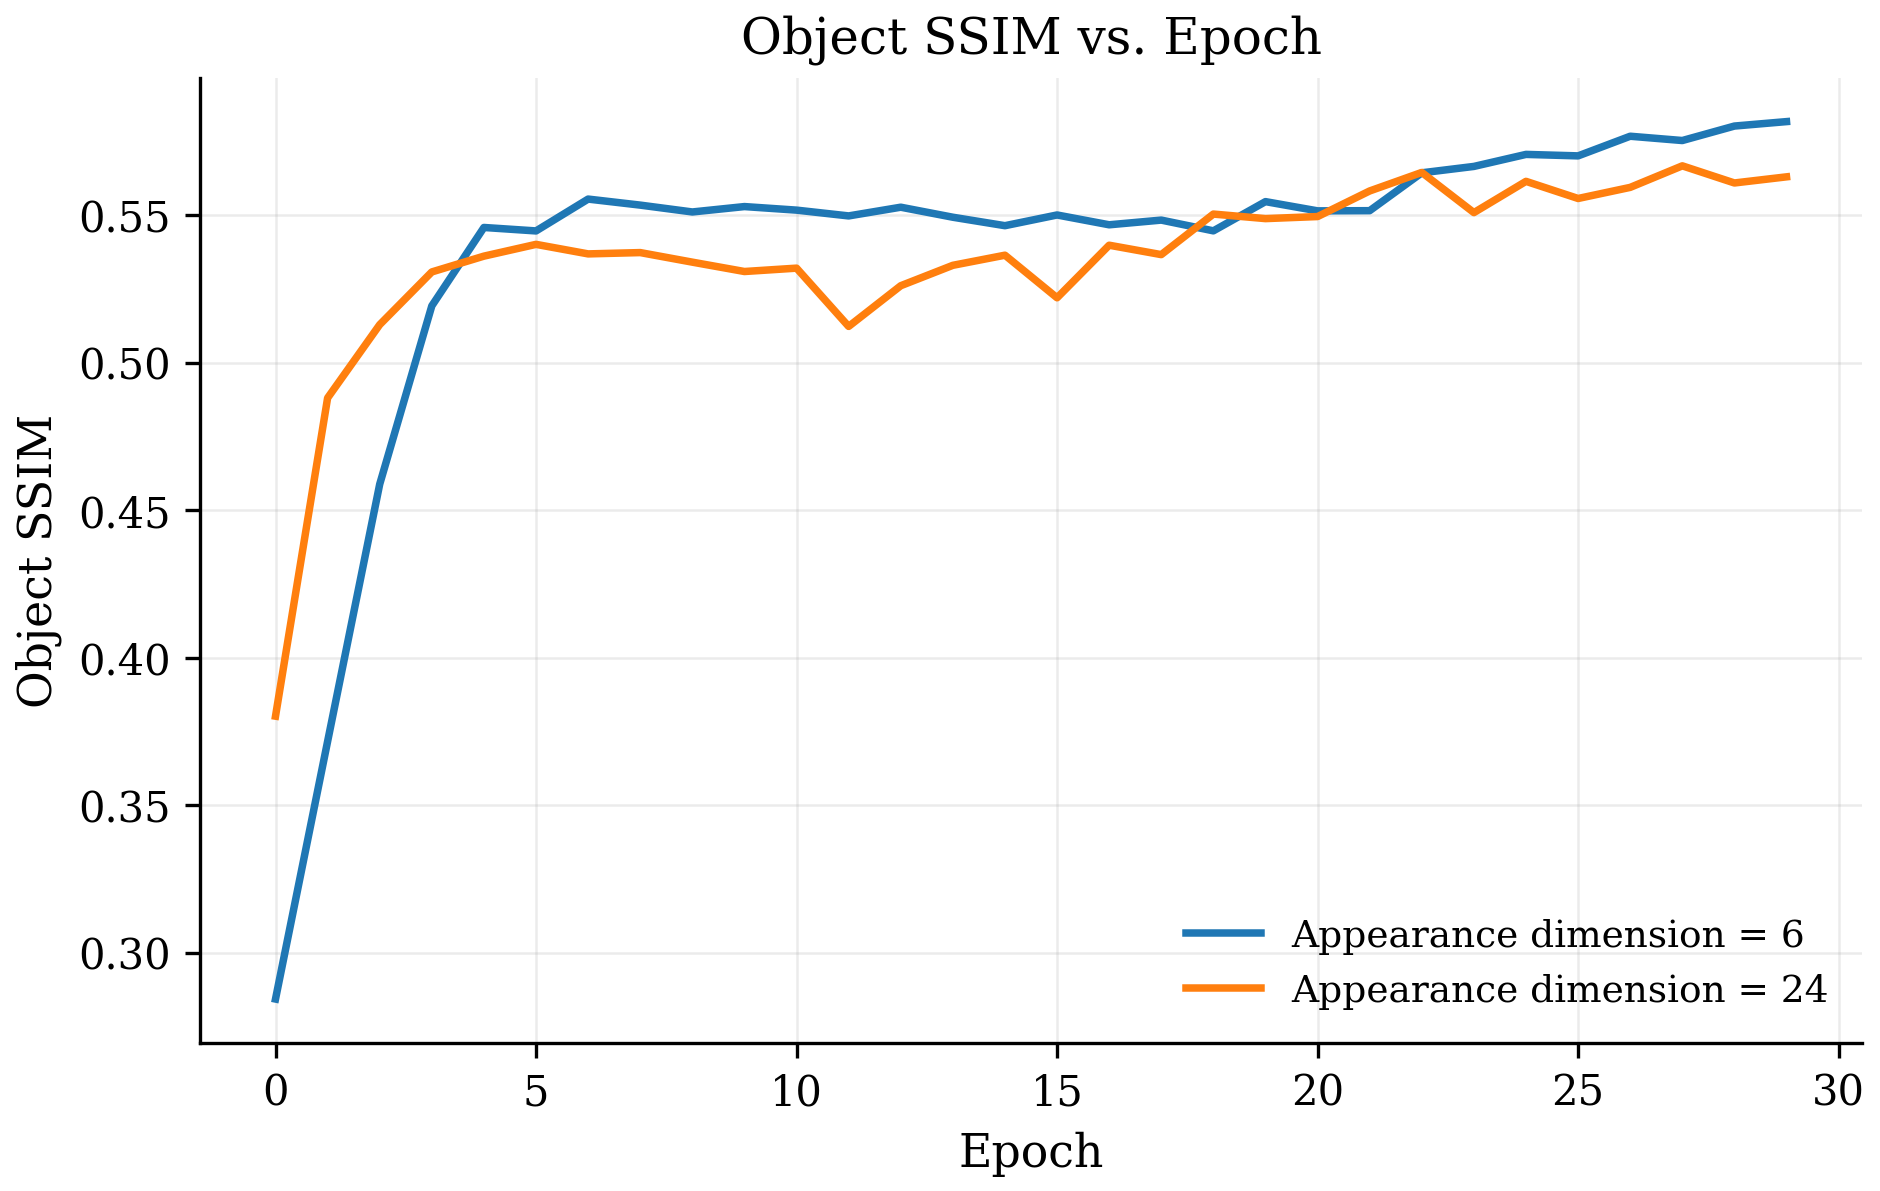 Object SSIM vs. Epoch
Object SSIM
0.55
0.50
0.45
0.40
0.35
0.30
Appearance dimension = 6
Appearance dimension = 24
0 5 10 15 20 25 30
Epoch